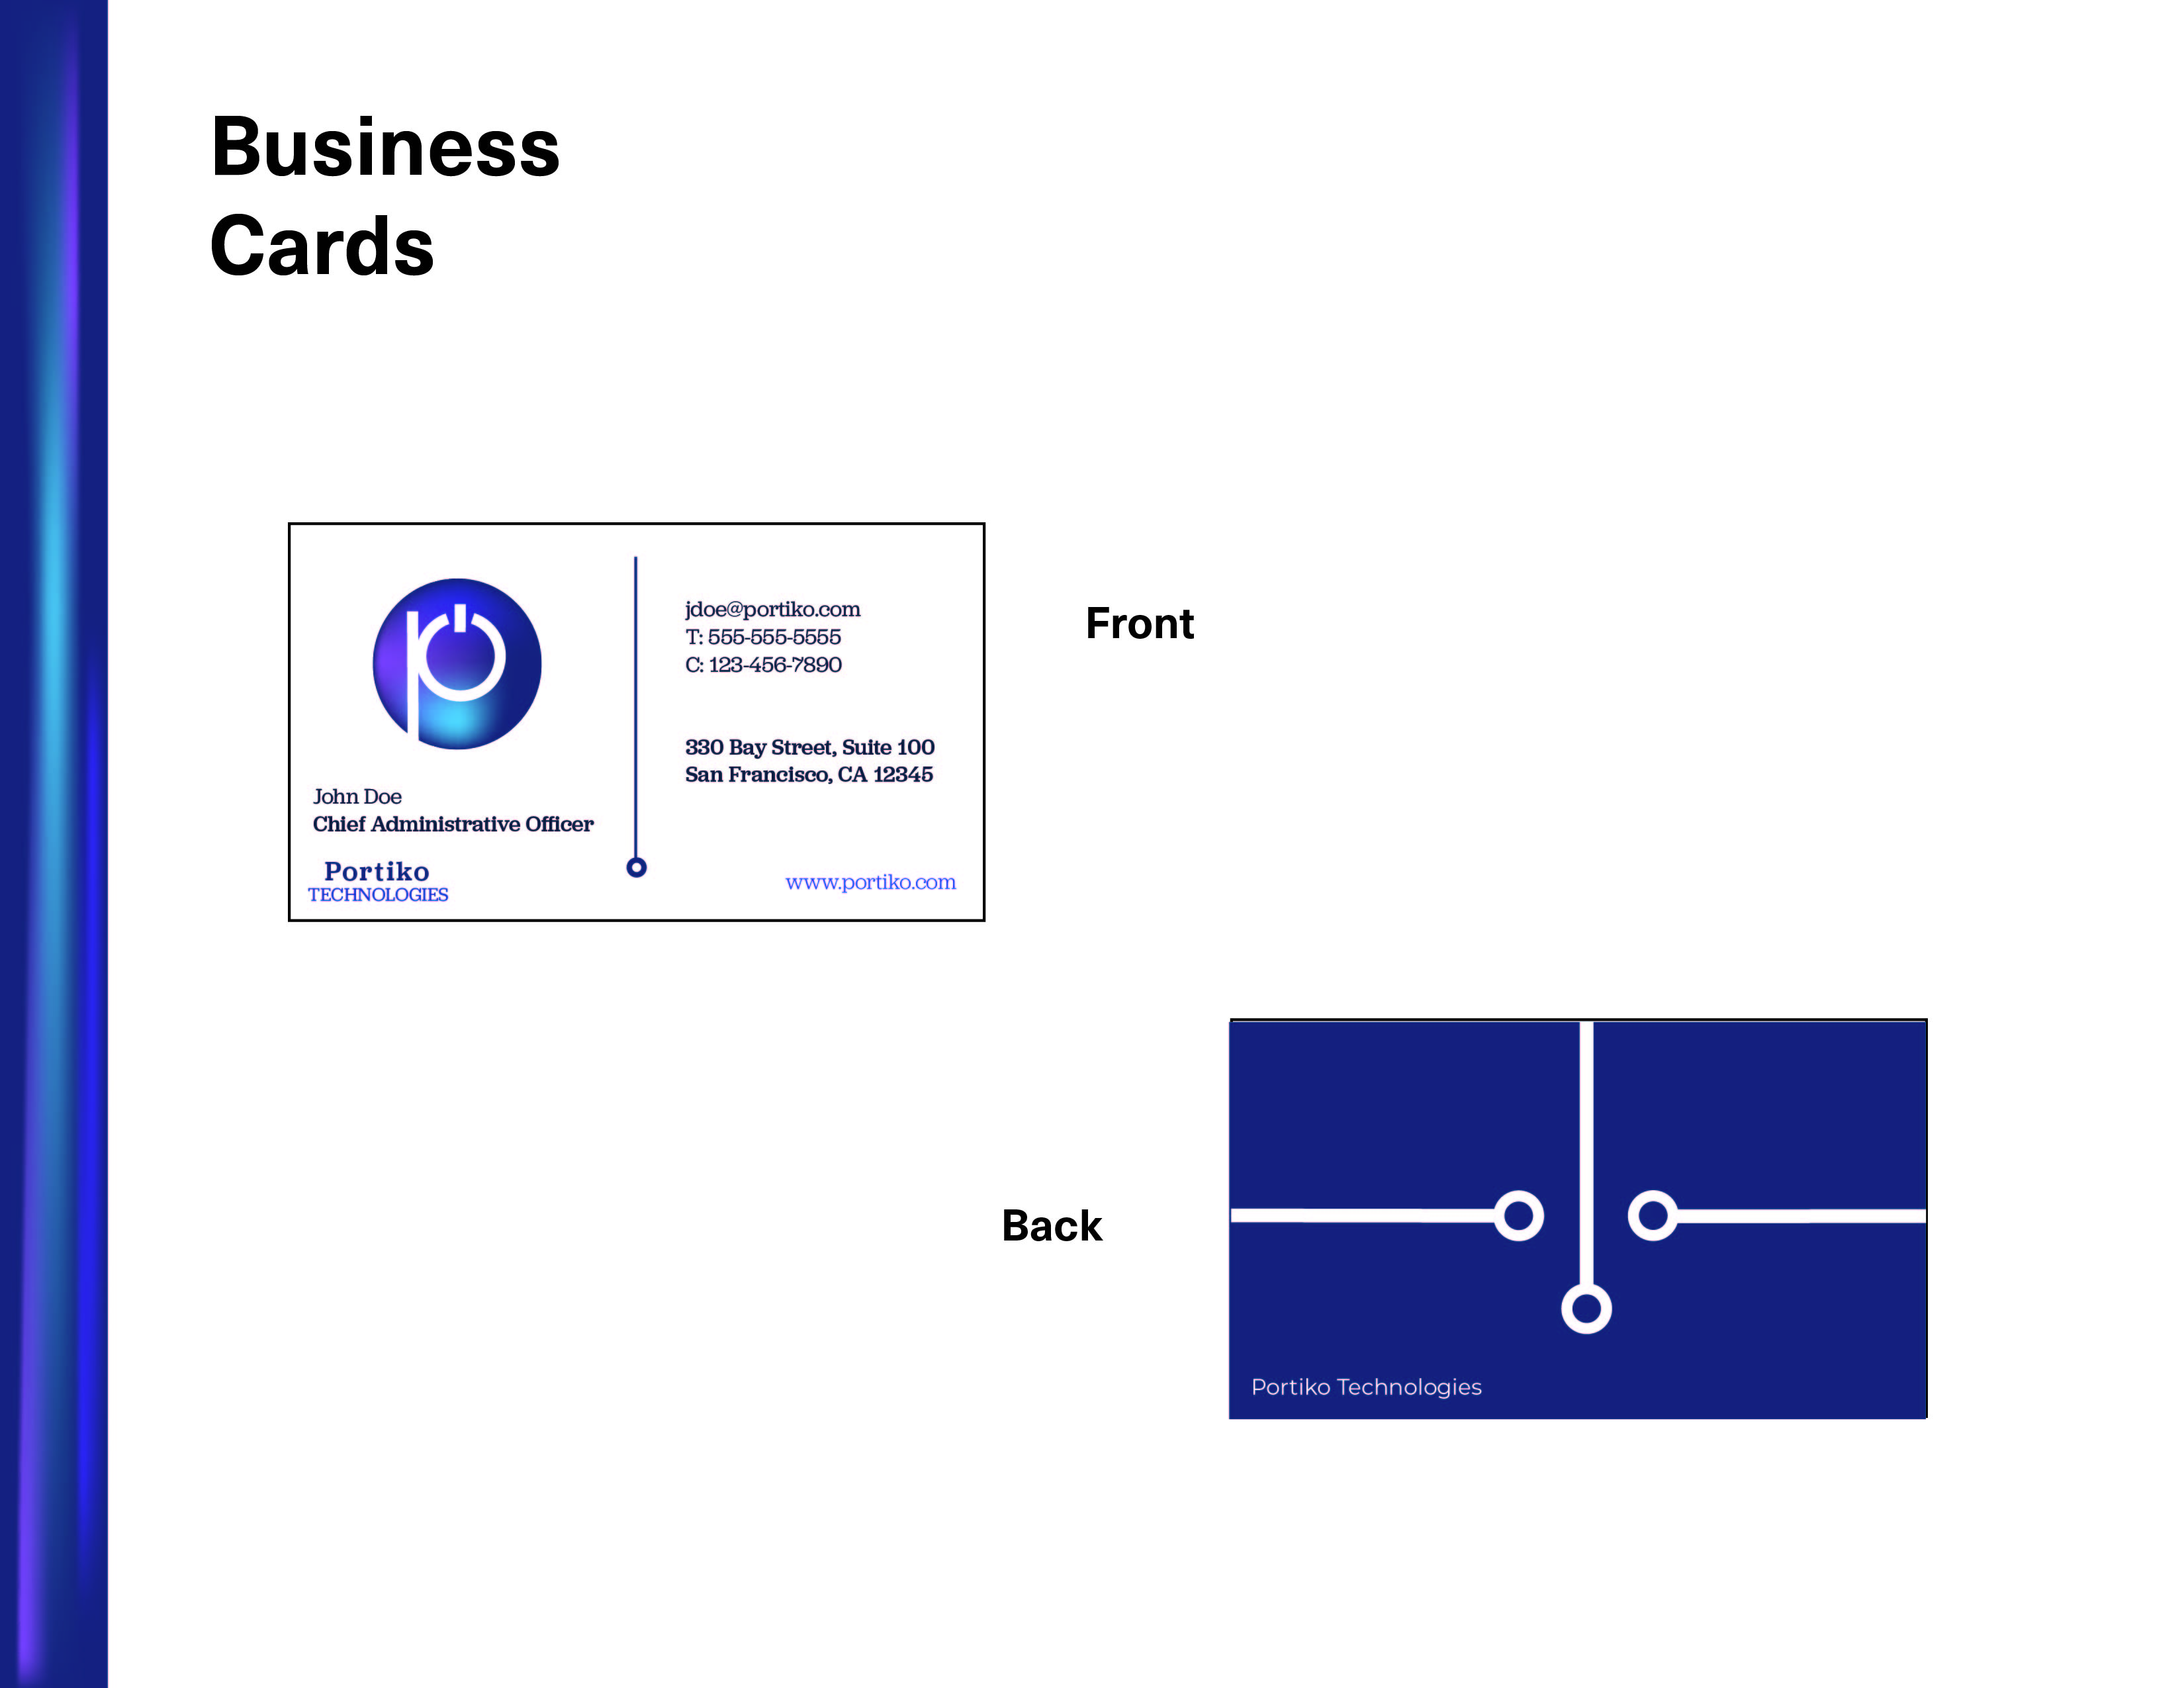 Business
Cards
jdoe@portiko.com
T: 555-555-5555
C: 123-456-7890
330 Bay Street, Suite 100
San Francisco, CA 12345
John Doe
Chief Administrative Officer
Portiko
TECHNOLOGIES
www.portiko.com
Front
Back
Portiko Technologies